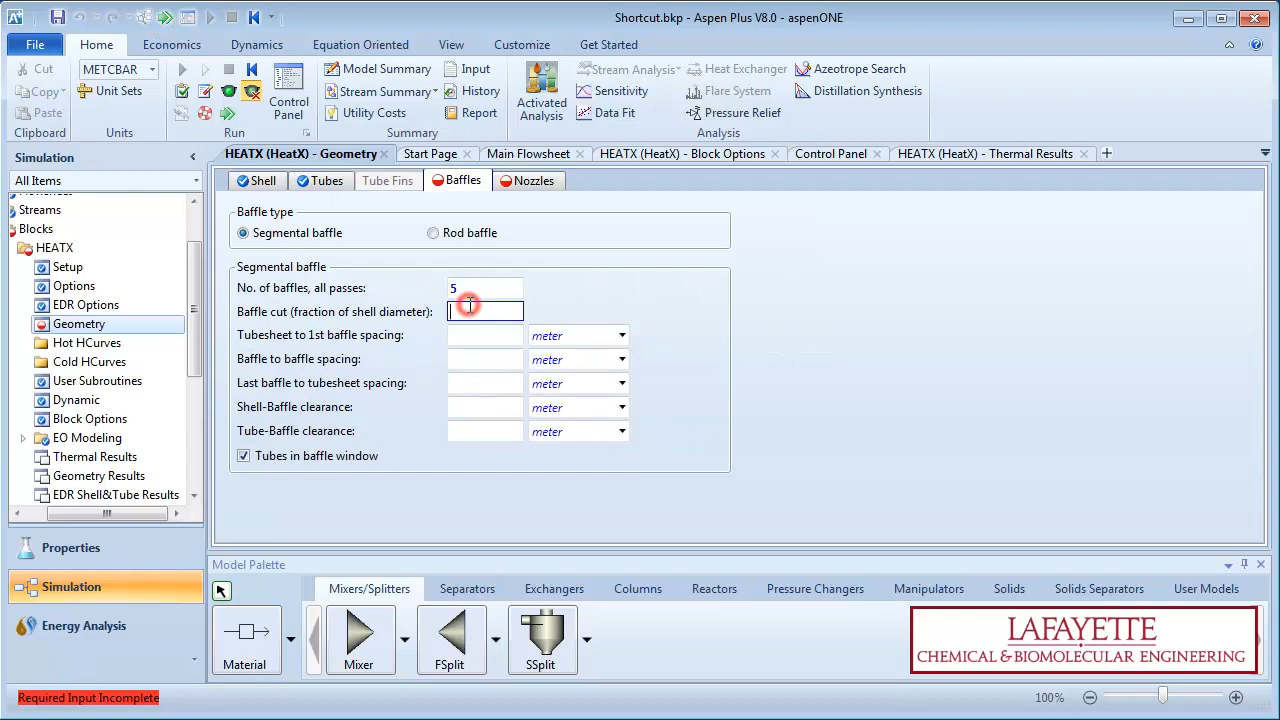 Shortcut.bkp - Aspen Plus V8.0 - aspenONE
File
Home
Economics
Dynamics
Equation Oriented
View
Customize
Get Started
Cut
Copy
Paste
Clipboard
METCBAR
Unit Sets
Units
Run
Control Panel
Model Summary
Stream Summary
Utility Costs
Input
History
Report
Summary
Activated Analysis
Stream Analysis
Sensitivity
Data Fit
Heat Exchanger
Flare System
Pressure Relief
Azeotrope Search
Distillation Synthesis
Analysis
Simulation
All Items
HEATX (HeatX) - Geometry
Start Page
Main Flowsheet
HEATX (HeatX) - Block Options
Control Panel
HEATX (HeatX) - Thermal Results
Streams
Blocks
HEATX
Setup
Options
EDR Options
Geometry
Hot HCurves
Cold HCurves
User Subroutines
Dynamic
Block Options
EO Modeling
Thermal Results
Geometry Results
EDR Shell&Tube Results
Properties
Simulation
Energy Analysis
Shell
Tubes
Tube Fins
Baffles
Nozzles
Baffle type
Segmental baffle
Rod baffle
Segmental baffle
No. of baffles, all passes: 5
Baffle cut (fraction of shell diameter):
Tubesheet to 1st baffle spacing: meter
Baffle to baffle spacing: meter
Last baffle to tubesheet spacing: meter
Shell-Baffle clearance: meter
Tube-Baffle clearance: meter
Tubes in baffle window
Model Palette
Mixers/Splitters
Separators
Exchangers
Columns
Reactors
Pressure Changers
Manipulators
Solids
Solids Separators
User Models
Material
Mixer
FSplit
SSplit
LAFAYETTE
CHEMICAL & BIOMOLECULAR ENGINEERING
Required Input Incomplete
100%